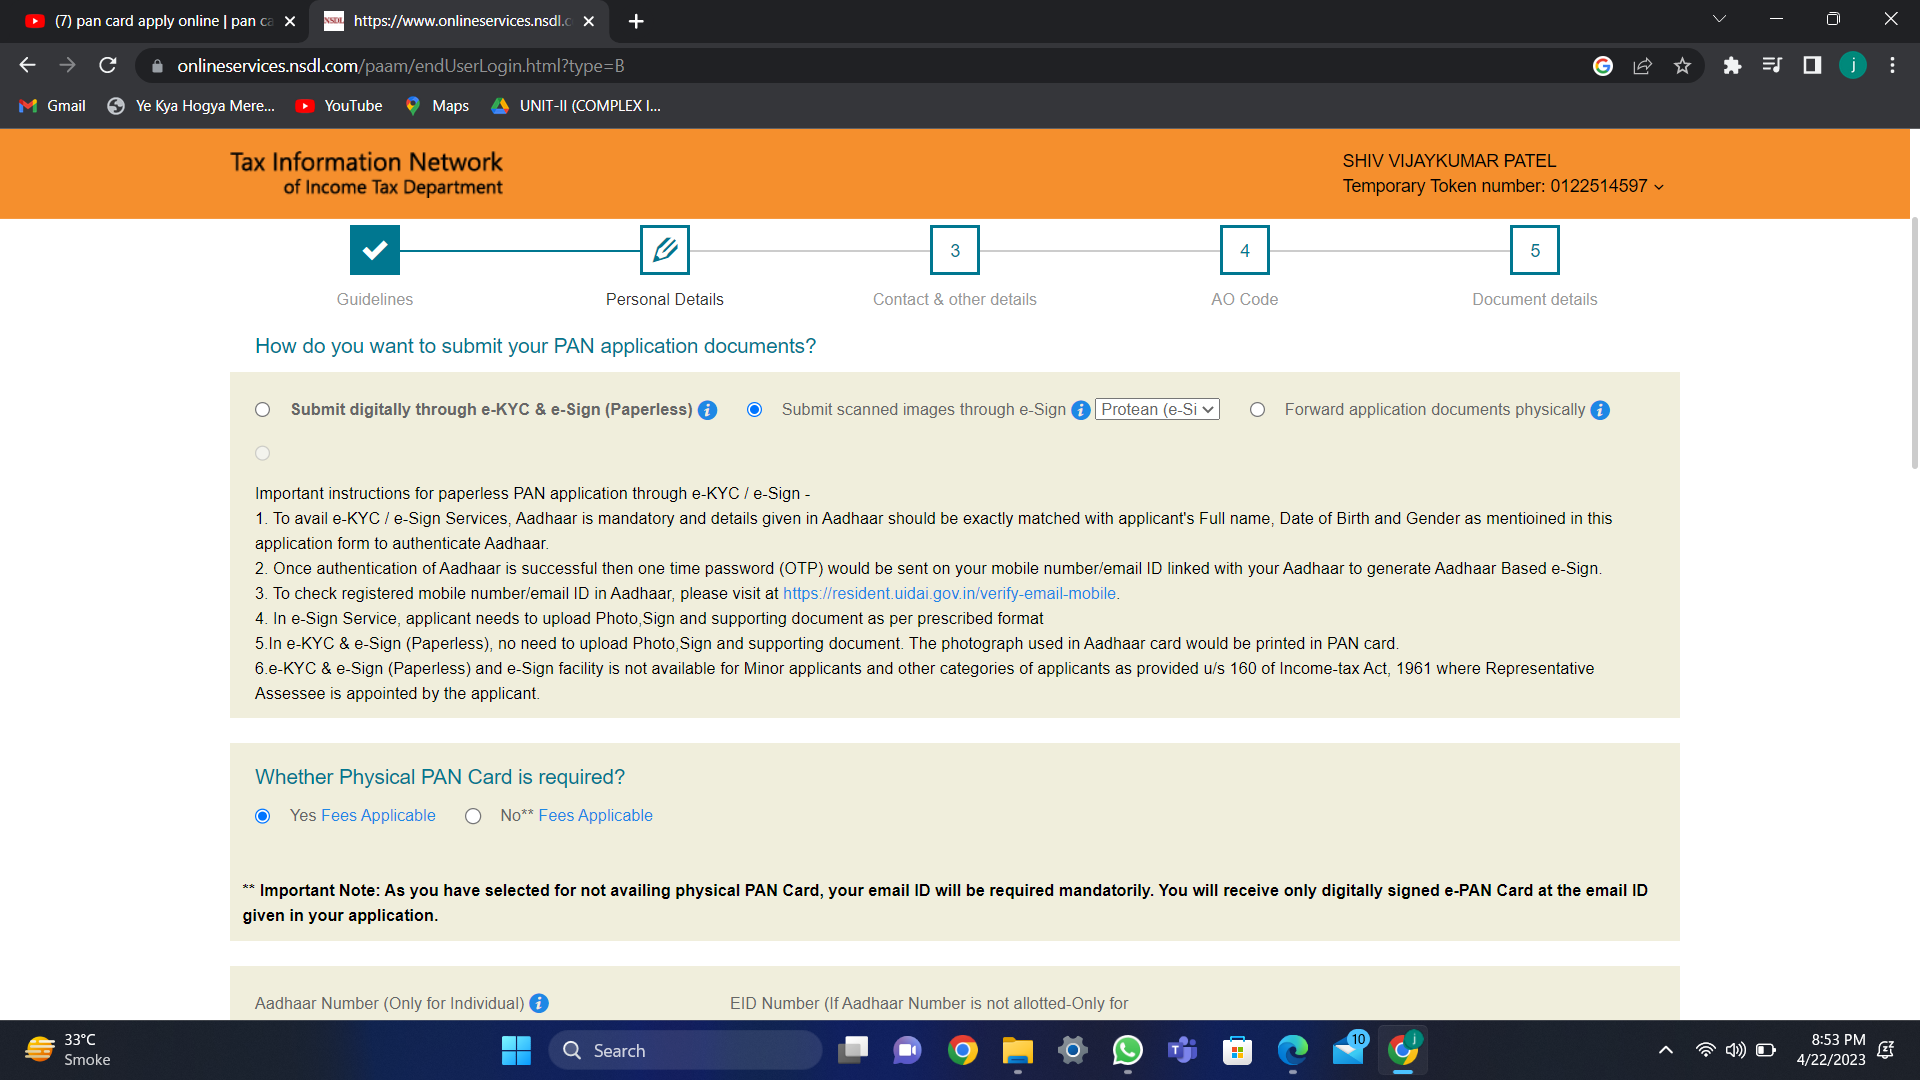 (7) pan card apply online | pan ca
NSDL https://www.onlineservices.nsdl.c
onlineservices.nsdl.com/paam/endUserLogin.html?type=B
j
Gmail Ye Kya Hogya Mere... YouTube Maps UNIT-II (COMPLEX I...
Tax Information Network
of Income Tax Department
SHIV VIJAYKUMAR PATEL
Temporary Token number: 0122514597
3 4 5
Guidelines Personal Details Contact & other details AO Code Document details
How do you want to submit your PAN application documents?
Submit digitally through e-KYC & e-Sign (Paperless) i Submit scanned images through e-Sign i Protean (e-Si Forward application documents physically i
Important instructions for paperless PAN application through e-KYC / e-Sign -
1. To avail e-KYC / e-Sign Services, Aadhaar is mandatory and details given in Aadhaar should be exactly matched with applicant's Full name, Date of Birth and Gender as mentioined in this
application form to authenticate Aadhaar.
2. Once authentication of Aadhaar is successful then one time password (OTP) would be sent on your mobile number/email ID linked with your Aadhaar to generate Aadhaar Based e-Sign.
3. To check registered mobile number/email ID in Aadhaar, please visit at https://resident.uidai.gov.in/verify-email-mobile.
4. In e-Sign Service, applicant needs to upload Photo,Sign and supporting document as per prescribed format
5.In e-KYC & e-Sign (Paperless), no need to upload Photo,Sign and supporting document. The photograph used in Aadhaar card would be printed in PAN card.
6.e-KYC & e-Sign (Paperless) and e-Sign facility is not available for Minor applicants and other categories of applicants as provided u/s 160 of Income-tax Act, 1961 where Representative
Assessee is appointed by the applicant.
Whether Physical PAN Card is required?
Yes Fees Applicable No** Fees Applicable
** Important Note: As you have selected for not availing physical PAN Card, your email ID will be required mandatorily. You will receive only digitally signed e-PAN Card at the email ID
given in your application.
Aadhaar Number (Only for Individual) i EID Number (If Aadhaar Number is not allotted-Only for
33°C
Smoke
Search
10
j
8:53 PM
4/22/2023